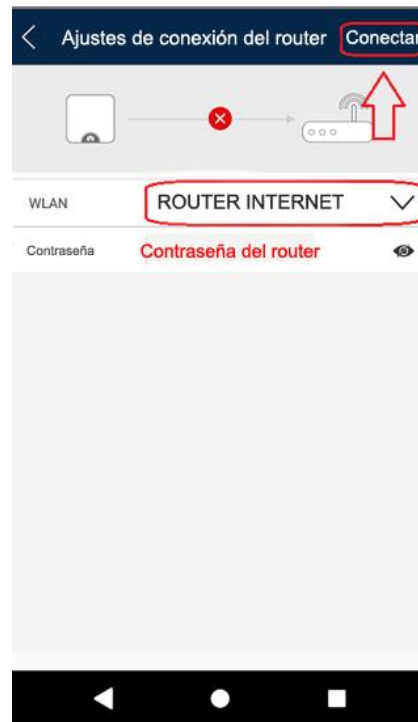 Ajustes de conexión del router Conectar
WLAN ROUTER INTERNET
Contraseña Contraseña del router